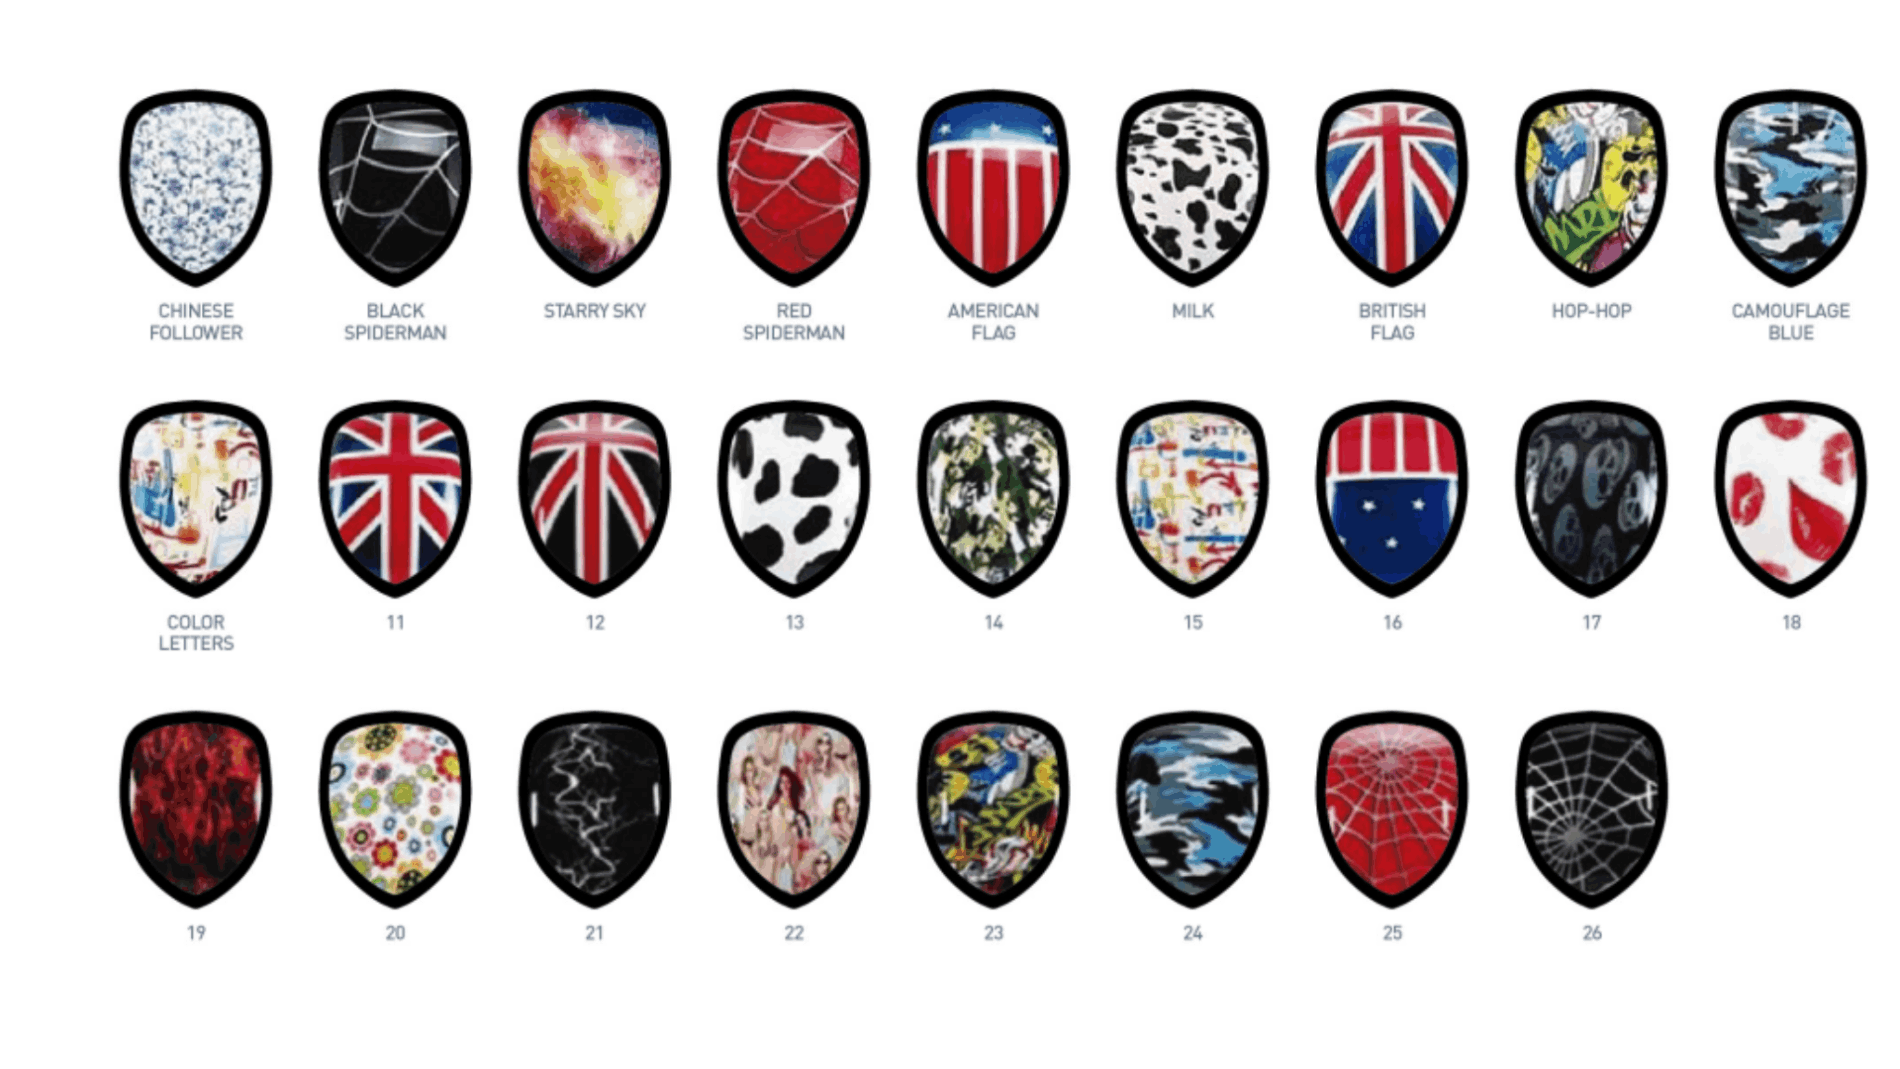 CHINESE
FOLLOWER
BLACK
SPIDERMAN
STARRY SKY
RED
SPIDERMAN
AMERICAN
FLAG
MILK
BRITISH
FLAG
HOP-HOP
CAMOUFLAGE
BLUE
COLOR
LETTERS
11
12
13
14
15
16
17
18
19
20
21
22
23
24
25
26